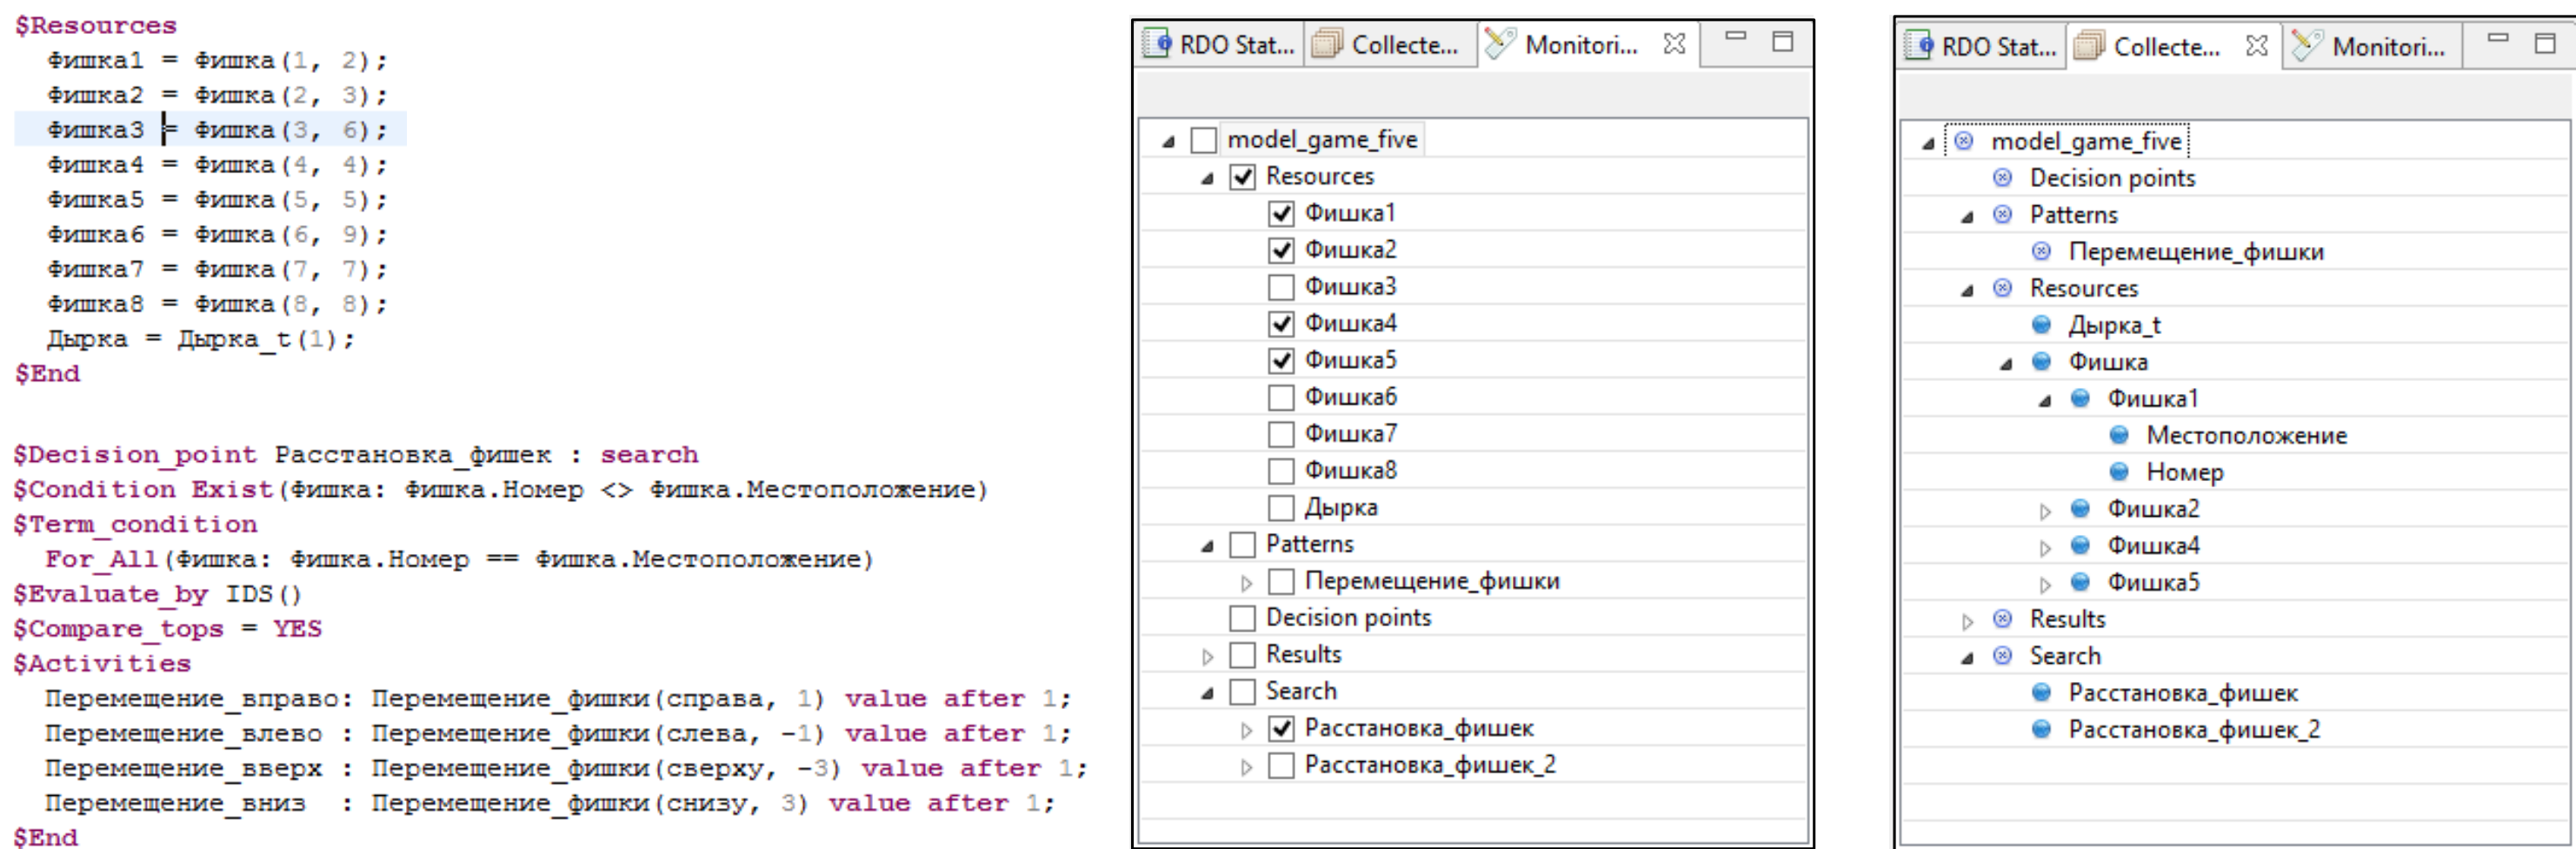 $Resources
Фишка1 = Фишка(1, 2);
Фишка2 = Фишка(2, 3);
Фишка3 = Фишка(3, 6);
Фишка4 = Фишка(4, 4);
Фишка5 = Фишка(5, 5);
Фишка6 = Фишка(6, 9);
Фишка7 = Фишка(7, 7);
Фишка8 = Фишка(8, 8);
Дырка = Дырка_t(1);
$End
$Decision_point Расстановка_фишек : search
$Condition Exist(Фишка: Фишка.Номер <> Фишка.Местоположение)
$Term_condition
For_All(Фишка: Фишка.Номер == Фишка.Местоположение)
$Evaluate_by IDS()
$Compare_tops = YES
$Activities
Перемещение_вправо: Перемещение_фишки(справа, 1) value after 1;
Перемещение_влево : Перемещение_фишки(слева, -1) value after 1;
Перемещение_вверх : Перемещение_фишки(сверху, -3) value after 1;
Перемещение_вниз : Перемещение_фишки(снизу, 3) value after 1;
$End
RDO Stat... Collecte... Monitori...
model_game_five
Resources
Фишка1
Фишка2
Фишка3
Фишка4
Фишка5
Фишка6
Фишка7
Фишка8
Дырка
Patterns
Перемещение_фишки
Decision points
Results
Search
Расстановка_фишек
Расстановка_фишек_2
RDO Stat... Collecte... Monitori...
model_game_five
Decision points
Patterns
Перемещение_фишки
Resources
Дырка_t
Фишка
Фишка1
Местоположение
Номер
Фишка2
Фишка4
Фишка5
Results
Search
Расстановка_фишек
Расстановка_фишек_2